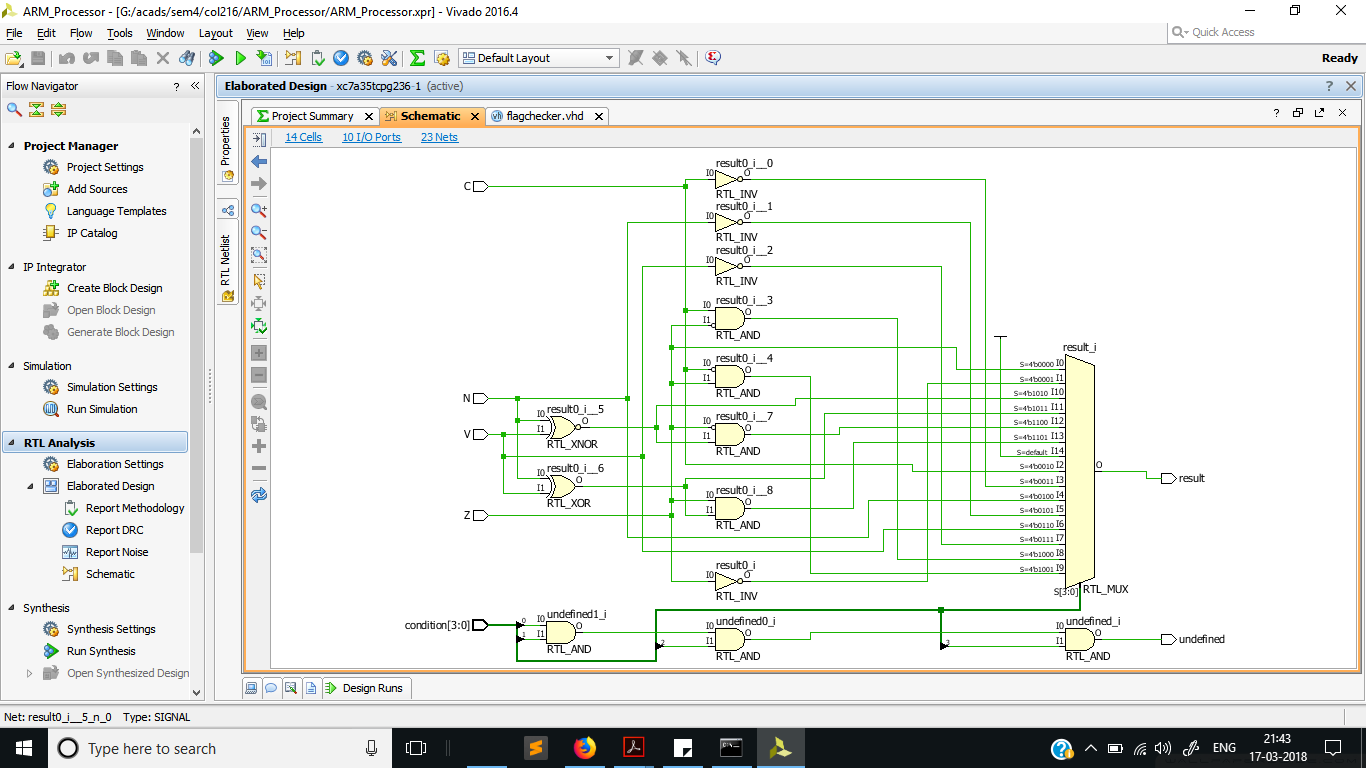 ARM_Processor - [G:/acads/sem4/col216/ARM_Processor/ARM_Processor.xpr] - Vivado 2016.4
File Edit Flow Tools Window Layout View Help
Quick Access
Default Layout
Ready
Flow Navigator ? «
Elaborated Design - xc7a35tcpg236-1 (active)
Project Summary
Schematic
flagchecker.vhd
14 Cells 10 I/O Ports 23 Nets
Properties
RTL Netlist
Project Manager
Project Settings
Add Sources
Language Templates
IP Catalog
IP Integrator
Create Block Design
Open Block Design
Generate Block Design
Simulation
Simulation Settings
Run Simulation
RTL Analysis
Elaboration Settings
Elaborated Design
Report Methodology
Report DRC
Report Noise
Schematic
Synthesis
Synthesis Settings
Run Synthesis
Open Synthesized Design
C
N
V
Z
condition[3:0]
result0_i__0
I0 O
RTL_INV
result0_i__1
I0 O
RTL_INV
result0_i__2
I0 O
RTL_INV
result0_i__3
I0 O
I1
RTL_AND
result0_i__4
I0 O
I1
RTL_AND
result0_i__5
I0 O
I1
RTL_XNOR
result0_i__7
I0 O
I1
RTL_AND
result0_i__6
I0 O
I1
RTL_XOR
result0_i__8
I0 O
I1
RTL_AND
result0_i
I0 O
RTL_INV
result_i
S=4'b0000 I0
S=4'b0001 I1
S=4'b1010 I10
S=4'b1011 I11
S=4'b1100 I12
S=4'b1101 I13
S=default I14
S=4'b0010 I2
S=4'b0011 I3
S=4'b0100 I4
S=4'b0101 I5
S=4'b0110 I6
S=4'b0111 I7
S=4'b1000 I8
S=4'b1001 I9
O
S[3:0]
RTL_MUX
result
undefined1_i
0 I0 O
1 I1
RTL_AND
undefined0_i
I0 O
2 I1
RTL_AND
undefined_i
I0 O
3 I1
RTL_AND
undefined
Design Runs
Net: result0_i__5_n_0 Type: SIGNAL
Type here to search
ENG
21:43
17-03-2018